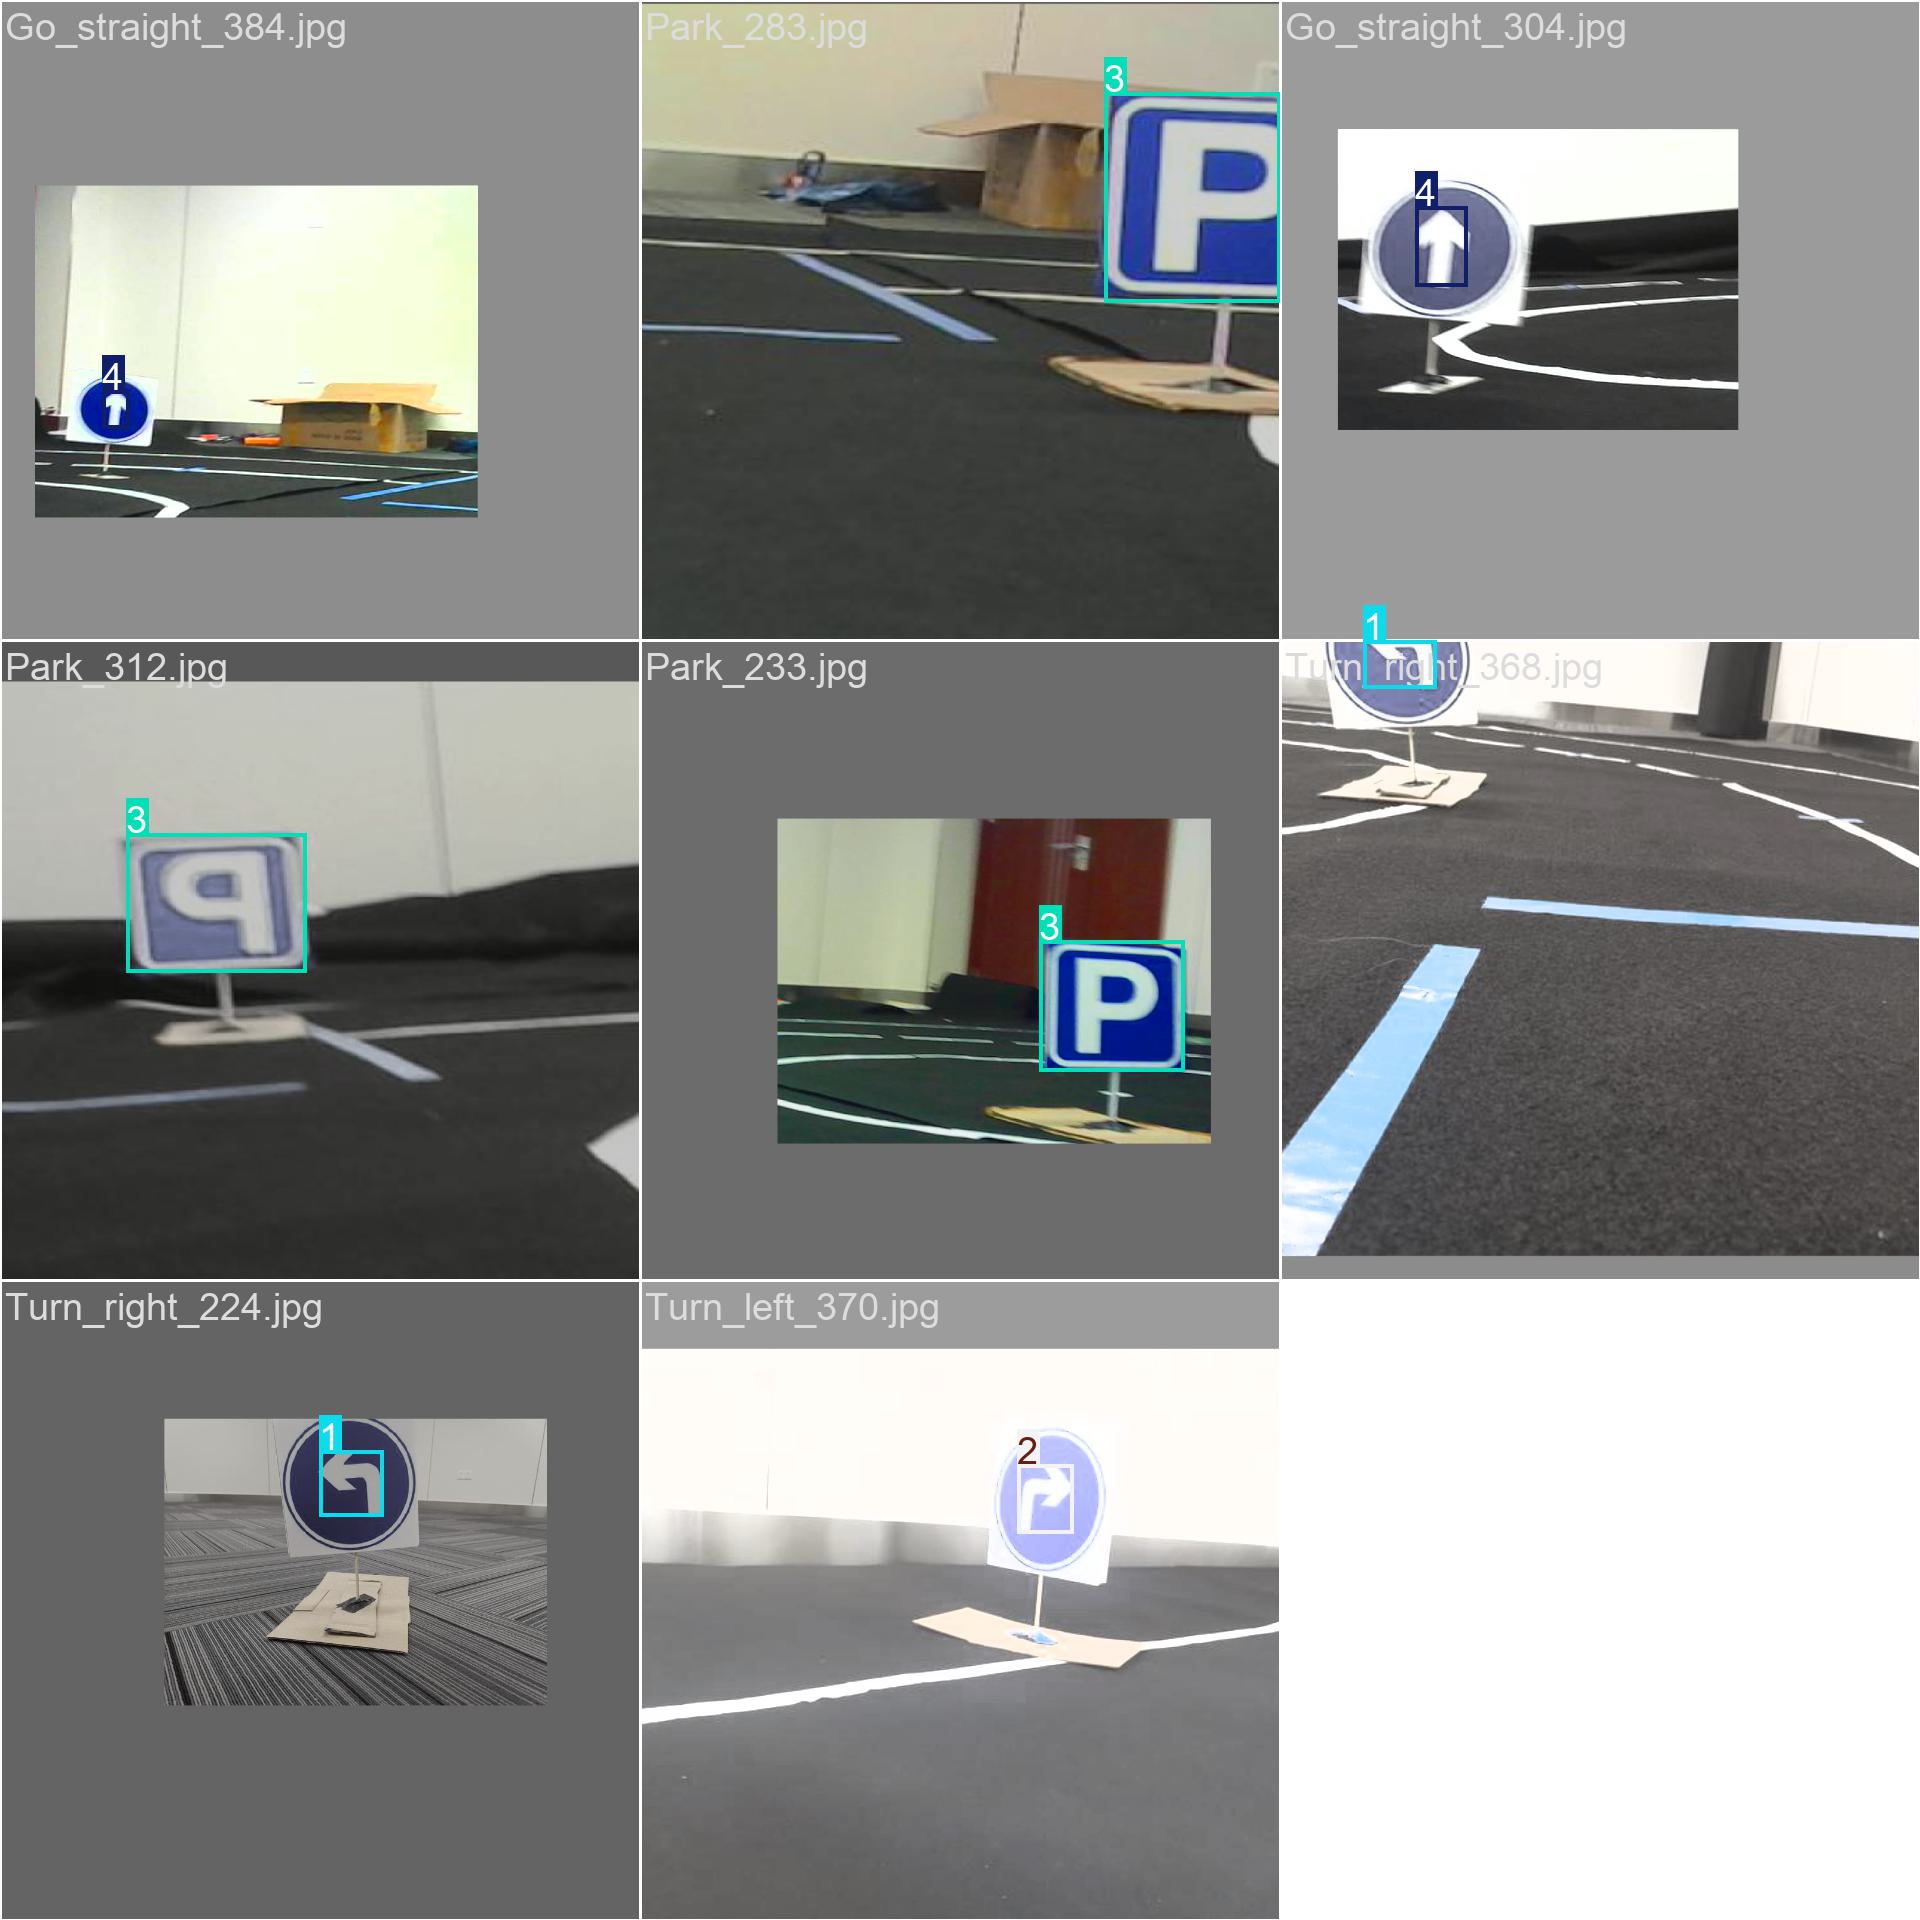 Go_straight_384.jpg
4
Park_283.jpg
3
P
Go_straight_304.jpg
4
Park_312.jpg
3
P
Park_233.jpg
3
P
1
Turn_right_368.jpg
Turn_right_224.jpg
1
Turn_left_370.jpg
2